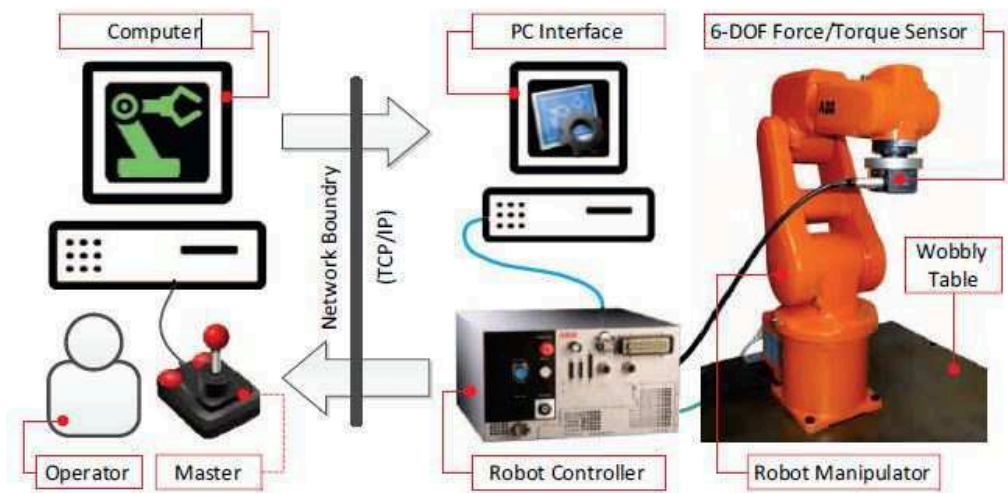 Computer
PC Interface
6-DOF Force/Torque Sensor
ABB
Network Boundry
(TCP/IP)
Wobbly
Table
Operator
Master
Robot Controller
Robot Manipulator